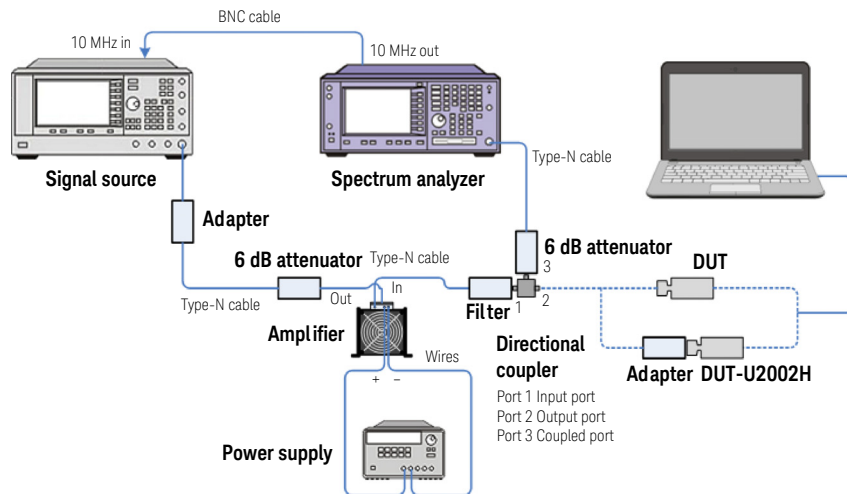 BNC cable
10 MHz in
10 MHz out
Signal source
Spectrum analyzer
Type-N cable
Adapter
6 dB attenuator
Type-N cable
6 dB attenuator
3
DUT
Type-N cable
Out
In
Filter
1
2
Amplifier
Directional
coupler
Wires
Adapter DUT-U2002H
+
–
Port 1 Input port
Port 2 Output port
Port 3 Coupled port
Power supply